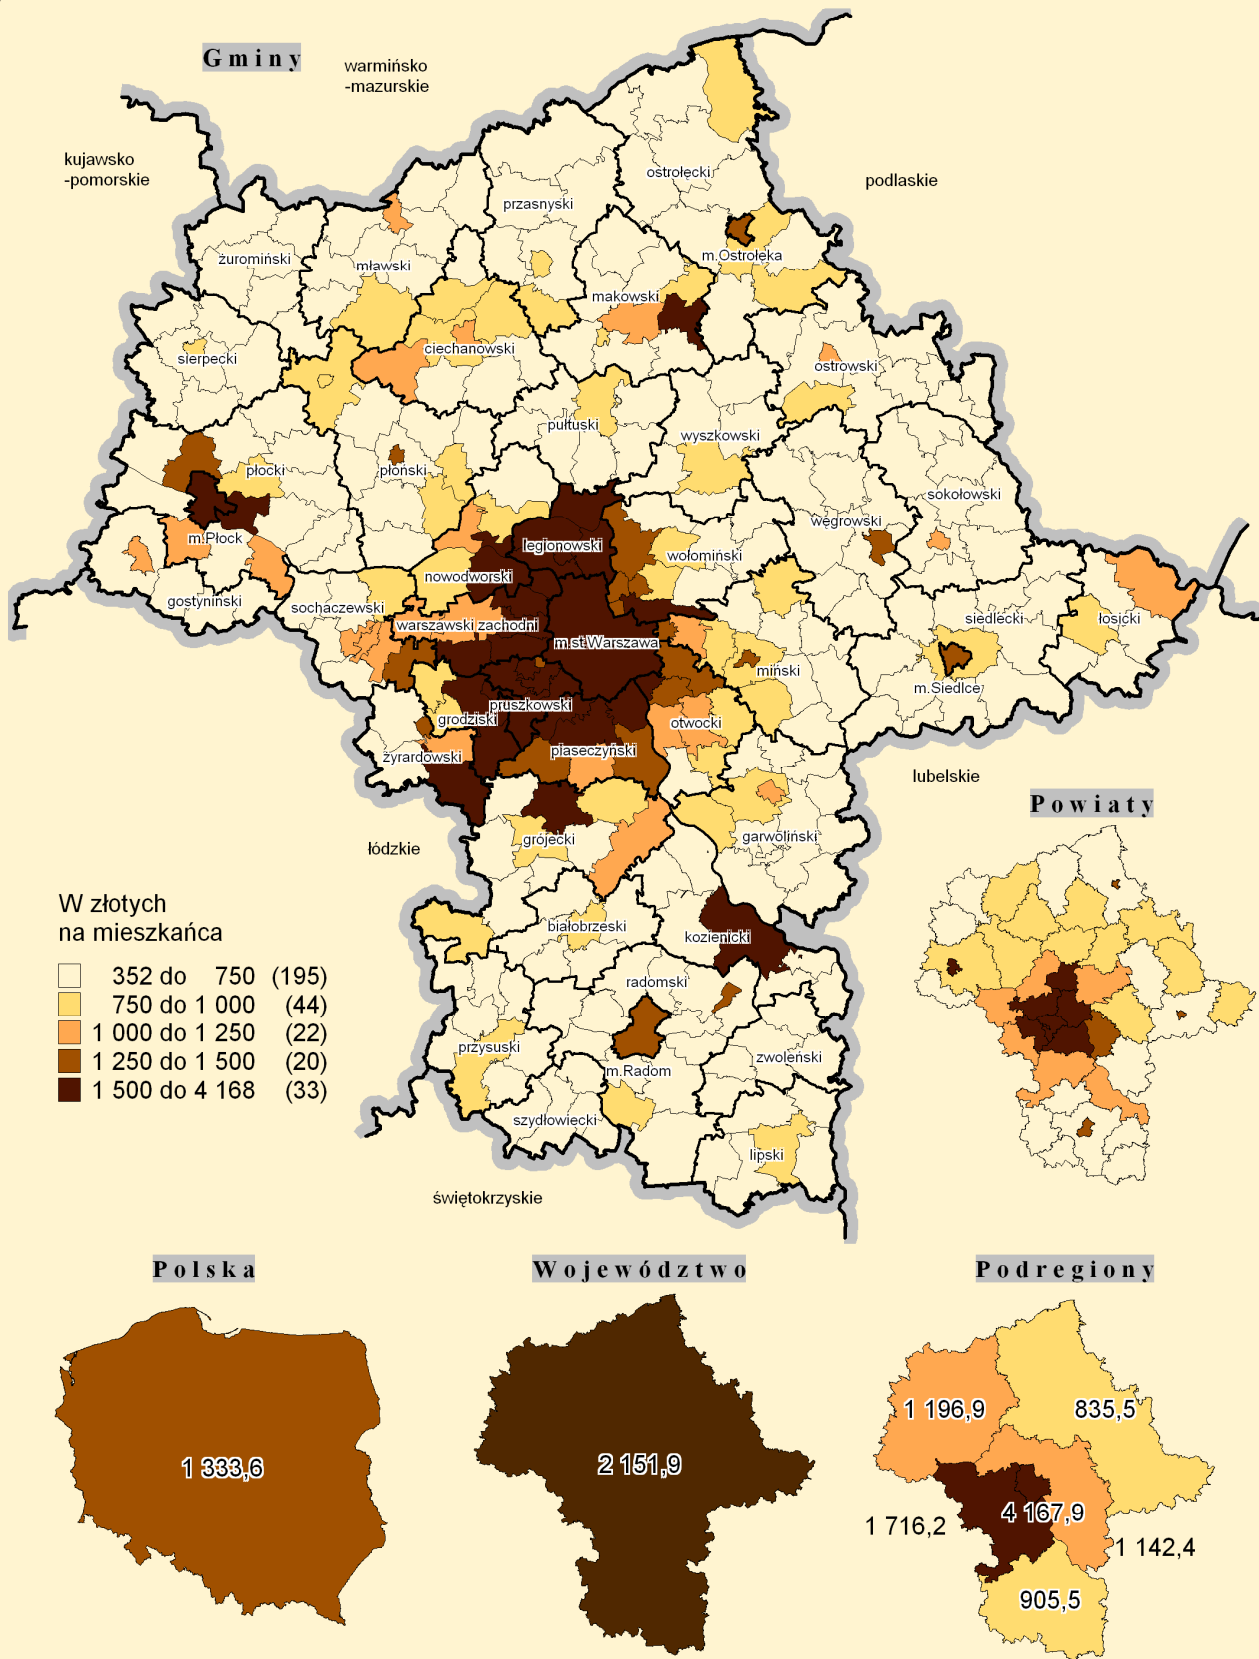 Gminy
warmińsko
-mazurskie
kujawsko
-pomorskie
podlaskie
ostrołęcki
przasnyski
żuromiński
mławski
m.Ostrołęka
makowski
ciechanowski
sierpecki
ostrowski
pułtuski
wyszkowski
płocki
płoński
sokołowski
węgrowski
m.Płock
legionowski
wołomiński
nowodworski
gostyniński
sochaczewski
siedlecki
łosicki
warszawski zachodni
m.st.Warszawa
miński
m.Siedlce
pruszkowski
grodziski
otwocki
żyrardowski
piaseczyński
lubelskie
Powiaty
łódzkie
grójecki
garwoliński
W złotych
na mieszkańca
352 do 750 (195)
750 do 1 000 (44)
1 000 do 1 250 (22)
1 250 do 1 500 (20)
1 500 do 4 168 (33)
białobrzeski
kozienicki
radomski
przysuski
zwoleński
m.Radom
szydłowiecki
lipski
świętokrzyskie
Polska
Województwo
Podregiony
1 333,6
2 151,9
1 196,9
835,5
4 167,9
1 716,2
1 142,4
905,5